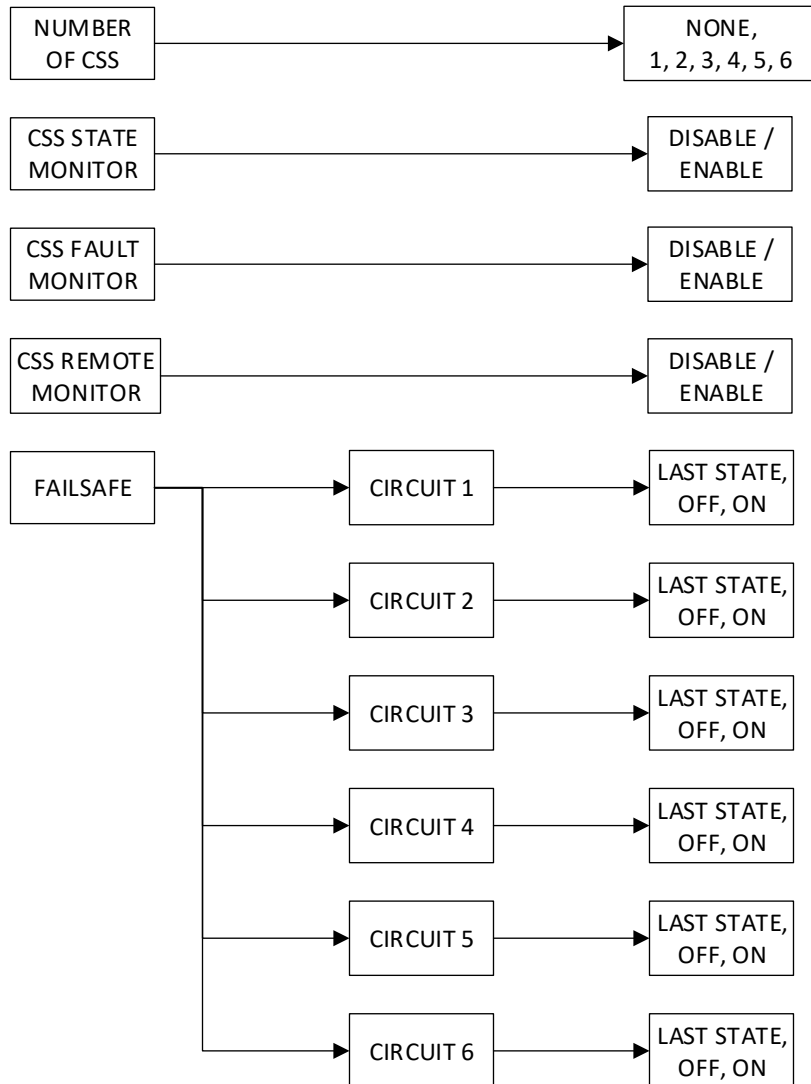 NUMBER
OF CSS
NONE,
1, 2, 3, 4, 5, 6
CSS STATE
MONITOR
DISABLE /
ENABLE
CSS FAULT
MONITOR
DISABLE /
ENABLE
CSS REMOTE
MONITOR
DISABLE /
ENABLE
FAILSAFE
CIRCUIT 1
LAST STATE,
OFF, ON
CIRCUIT 2
LAST STATE,
OFF, ON
CIRCUIT 3
LAST STATE,
OFF, ON
CIRCUIT 4
LAST STATE,
OFF, ON
CIRCUIT 5
LAST STATE,
OFF, ON
CIRCUIT 6
LAST STATE,
OFF, ON